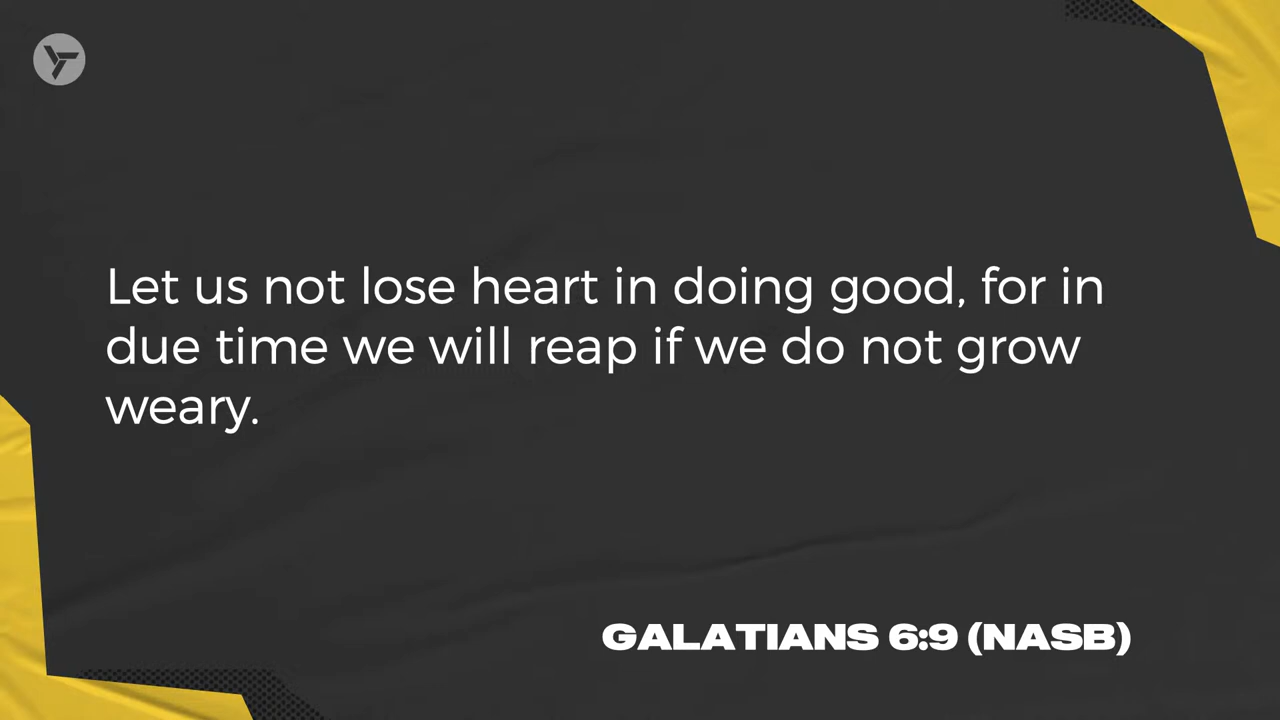 Let us not lose heart in doing good, for in
due time we will reap if we do not grow
weary.
GALATIANS 6:9 (NASB)